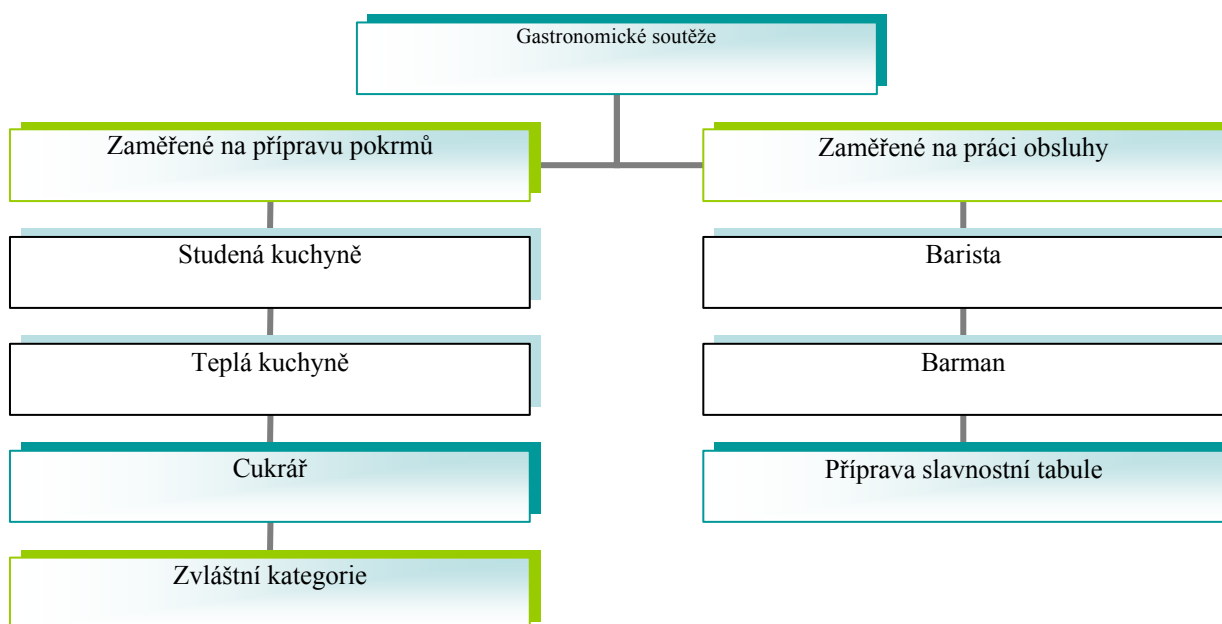 Gastronomické soutěže
Zaměřené na přípravu pokrmů
Zaměřené na práci obsluhy
Studená kuchyně
Barista
Teplá kuchyně
Barman
Cukrář
Příprava slavnostní tabule
Zvláštní kategorie